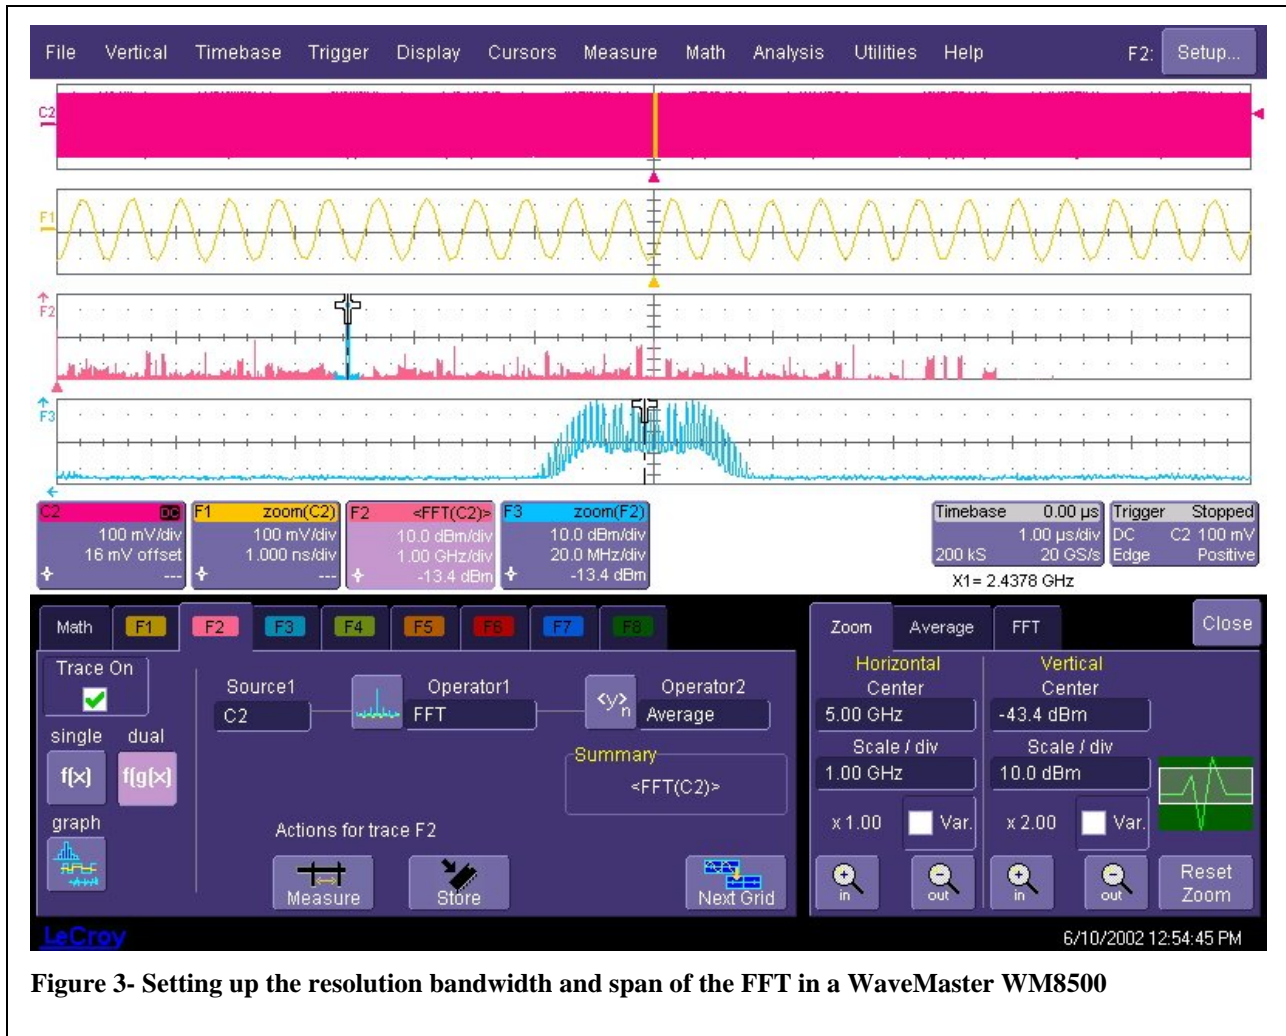 File Vertical Timebase Trigger Display Cursors Measure Math Analysis Utilities Help F2: Setup...
C2
F1
F2
F3
C2 DC
100 mV/div
16 mV offset
---
F1 zoom(C2)
100 mV/div
1.000 ns/div
---
F2 <FFT(C2)>
10.0 dBm/div
1.00 GHz/div
-13.4 dBm
F3 zoom(F2)
10.0 dBm/div
20.0 MHz/div
-13.4 dBm
Timebase 0.00 µs
1.00 µs/div
200 kS 20 GS/s
Trigger Stopped
DC C2 100 mV
Edge Positive
X1= 2.4378 GHz
Math F1 F2 F3 F4 F5 F6 F7 F8
Zoom Average FFT Close
Trace On
single dual
f(x) f(g(x)
graph
Source1
C2
Operator1
FFT
<y>n
Operator2
Average
Summary
<FFT(C2)>
Actions for trace F2
Measure Store Next Grid
Horizontal
Center
5.00 GHz
Scale / div
1.00 GHz
x 1.00 Var.
in out
Vertical
Center
-43.4 dBm
Scale / div
10.0 dBm
x 2.00 Var.
in out
Reset
Zoom
LeCroy
6/10/2002 12:54:45 PM
Figure 3- Setting up the resolution bandwidth and span of the FFT in a WaveMaster WM8500